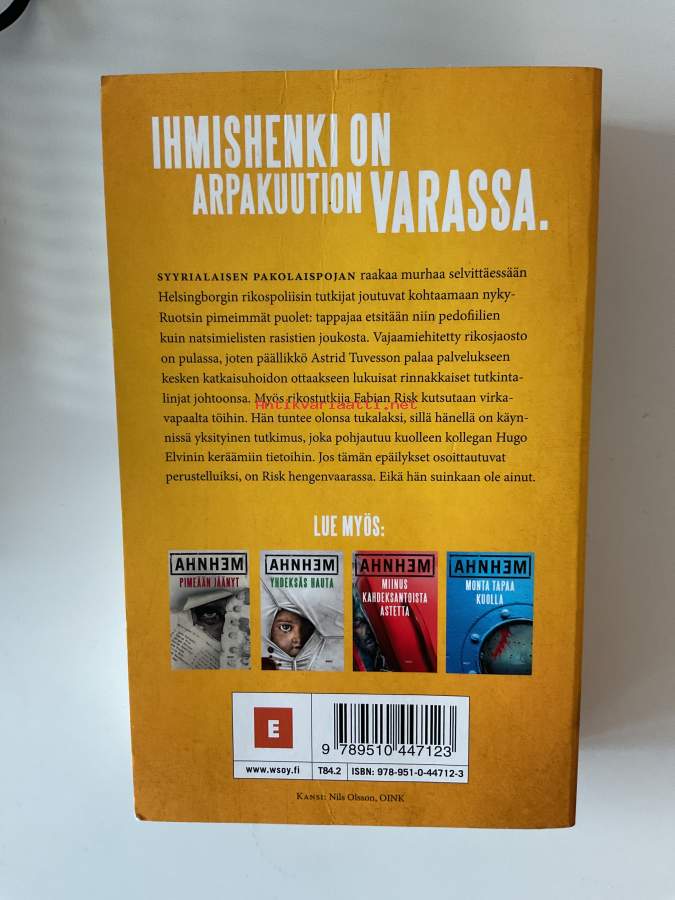 IHMISHENKI ON
ARPAKUUTION VARASSA.
SYYRIALAISEN PAKOLAISPOJAN raakaa murhaa selvittäessään
Helsingborgin rikospoliisin tutkijat joutuvat kohtaamaan nyky-
Ruotsin pimeimmät puolet: tappajaa etsitään niin pedofiilien
kuin natsimielisten rasistien joukosta. Vajaamiehitetty rikosjaosto
on pulassa, joten päällikkö Astrid Tuvesson palaa palvelukseen
kesken katkaisuhoidon ottaakseen lukuisat rinnakkaiset tutkinta-
linjat johtoonsa. Myös rikostutkija Fabian Risk kutsutaan virka-
Antikvariaatti.net
vapaalta töihin. Hän tuntee olonsa tukalaksi, sillä hänellä on käyn-
nissä yksityinen tutkimus, joka pohjautuu kuolleen kollegan Hugo
Elvinin keräämiin tietoihin. Jos tämän epäilykset osoittautuvat
perustelluiksi, on Risk hengenvaarassa. Eikä hän suinkaan ole ainut.
LUE MYÖS:
AHNHEM
PIMEÄÄN JÄÄNYT
AHNHEM
YHDEKSÄS HAUTA
AHNHEM
MIINUS
KAHDEKSANTOISTA
ASTETTA
AHNHEM
MONTA TAPAA
KUOLLA
E
9 789510 447123
www.wsoy.fi
T84.2
ISBN: 978-951-0-44712-3
KANSI: Nils Olsson, OINK